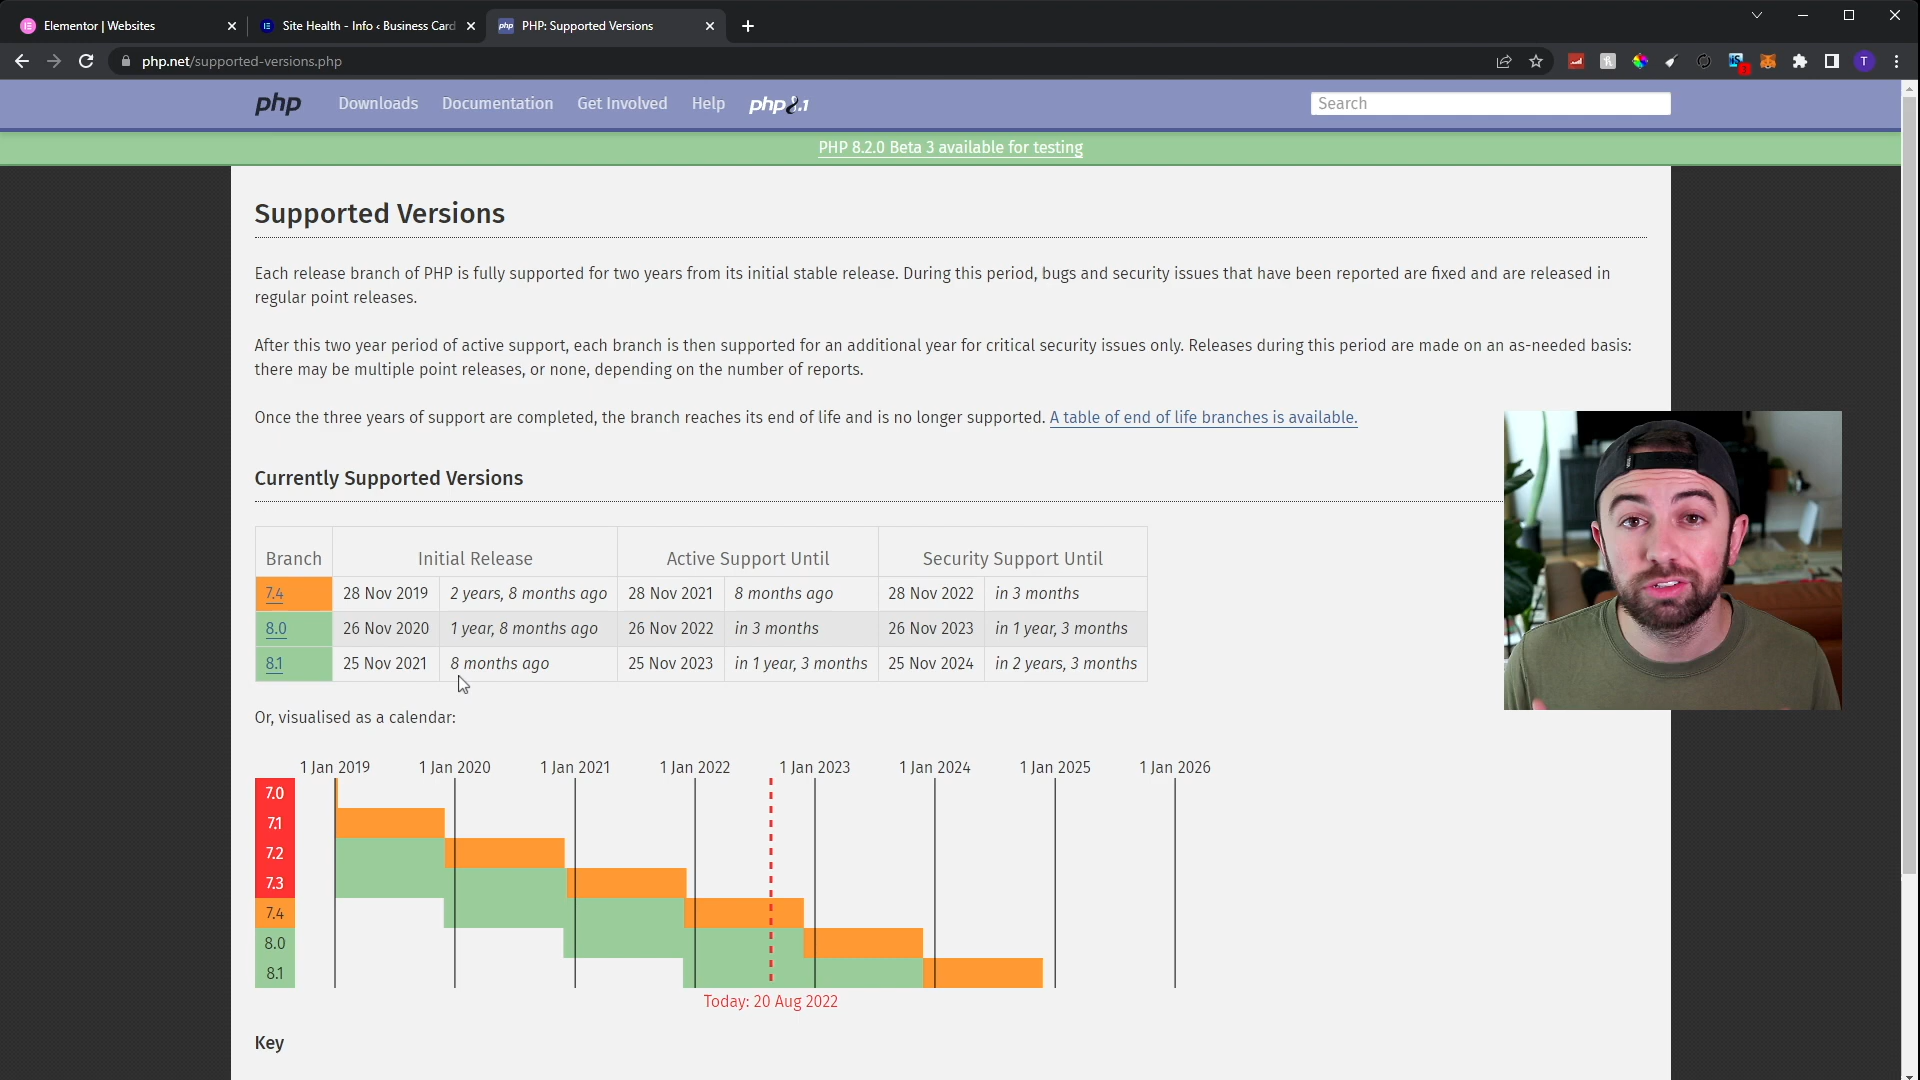 Elementor | Websites
Site Health - Info ‹ Business Card
PHP: Supported Versions
php.net/supported-versions.php
T
php Downloads Documentation Get Involved Help php8.1
Search
PHP 8.2.0 Beta 3 available for testing
Supported Versions
Each release branch of PHP is fully supported for two years from its initial stable release. During this period, bugs and security issues that have been reported are fixed and are released in
regular point releases.
After this two year period of active support, each branch is then supported for an additional year for critical security issues only. Releases during this period are made on an as-needed basis:
there may be multiple point releases, or none, depending on the number of reports.
Once the three years of support are completed, the branch reaches its end of life and is no longer supported. A table of end of life branches is available.
Currently Supported Versions
Branch Initial Release Active Support Until Security Support Until
7.4 28 Nov 2019 2 years, 8 months ago 28 Nov 2021 8 months ago 28 Nov 2022 in 3 months
8.0 26 Nov 2020 1 year, 8 months ago 26 Nov 2022 in 3 months 26 Nov 2023 in 1 year, 3 months
8.1 25 Nov 2021 8 months ago 25 Nov 2023 in 1 year, 3 months 25 Nov 2024 in 2 years, 3 months
Or, visualised as a calendar:
1 Jan 2019 1 Jan 2020 1 Jan 2021 1 Jan 2022 1 Jan 2023 1 Jan 2024 1 Jan 2025 1 Jan 2026
7.0
7.1
7.2
7.3
7.4
8.0
8.1
Today: 20 Aug 2022
Key